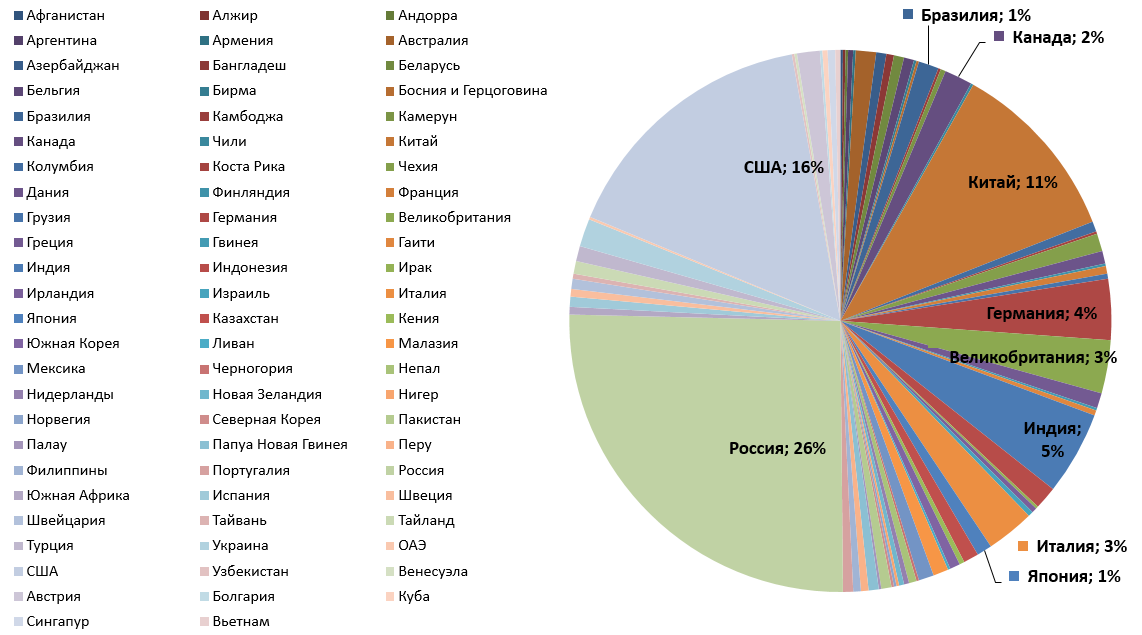 Афганистан Алжир Андорра
Аргентина Армения Австралия
Азербайджан Бангладеш Беларусь
Бельгия Бирма Босния и Герцоговина
Бразилия Камбоджа Камерун
Канада Чили Китай
Колумбия Коста Рика Чехия
Дания Финляндия Франция
Грузия Германия Великобритания
Греция Гвинея Гаити
Индия Индонезия Ирак
Ирландия Израиль Италия
Япония Казахстан Кения
Южная Корея Ливан Малазия
Мексика Черногория Непал
Нидерланды Новая Зеландия Нигер
Норвегия Северная Корея Пакистан
Палау Папуа Новая Гвинея Перу
Филиппины Португалия Россия
Южная Африка Испания Швеция
Швейцария Тайвань Тайланд
Турция Украина ОАЭ
США Узбекистан Венесуэла
Австрия Болгария Куба
Сингапур Вьетнам
Бразилия; 1%
Канада; 2%
США; 16%
Китай; 11%
Германия; 4%
Великобритания; 3%
Индия;
5%
Россия; 26%
Италия; 3%
Япония; 1%